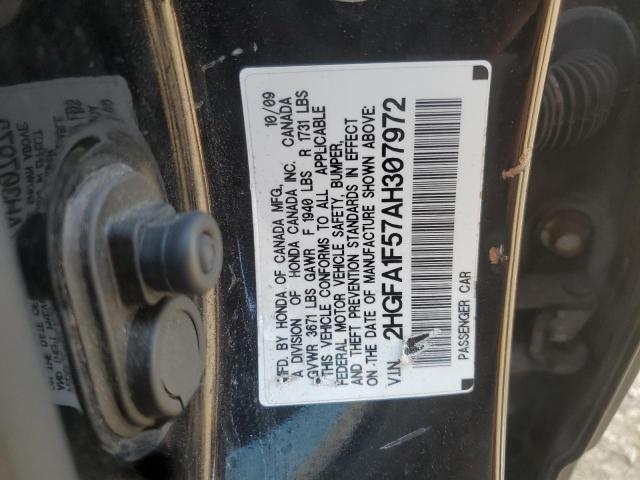 MFD. BY HONDA OF CANADA MFG. 10/09
A DIVISION OF HONDA CANADA INC. CANADA
GVWR 3671 LBS GAWR F 1940 LBS R 1731 LBS
THIS VEHICLE CONFORMS TO ALL APPLICABLE
FEDERAL MOTOR VEHICLE SAFETY, BUMPER,
AND THEFT PREVENTION STANDARDS IN EFFECT
ON THE DATE OF MANUFACTURE SHOWN ABOVE.
2HGFA1F57AH307972
V.I.N.
PASSENGER CAR